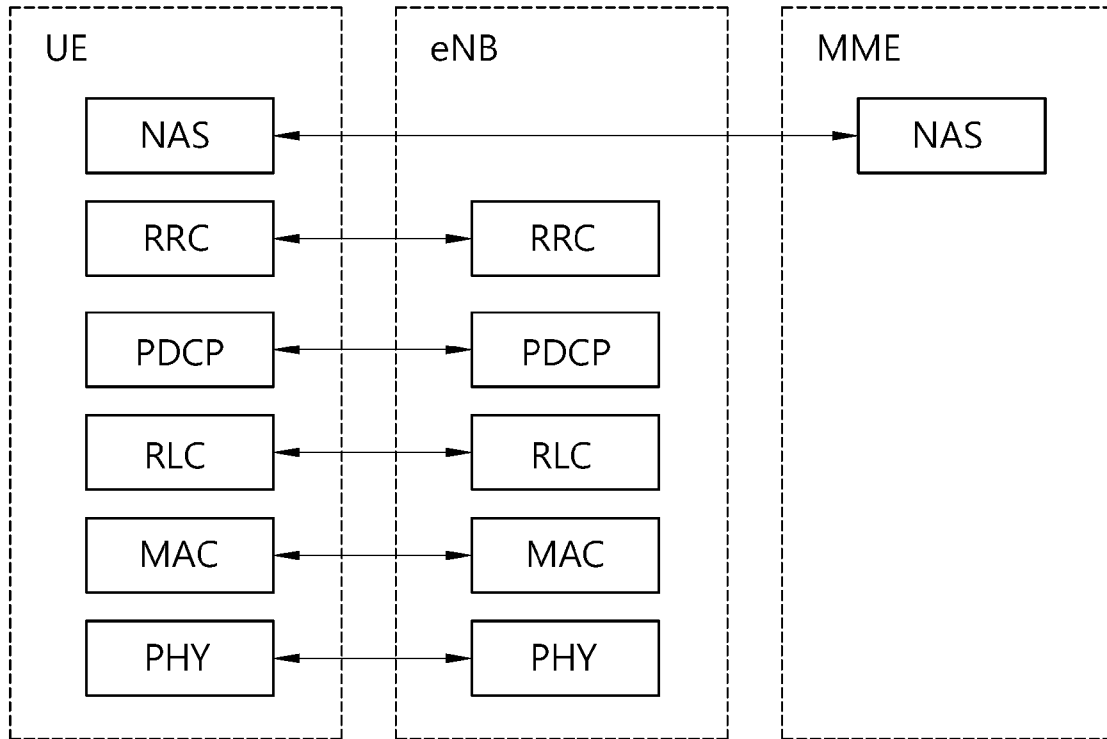 UE eNB MME
NAS NAS
RRC RRC
PDCP PDCP
RLC RLC
MAC MAC
PHY PHY